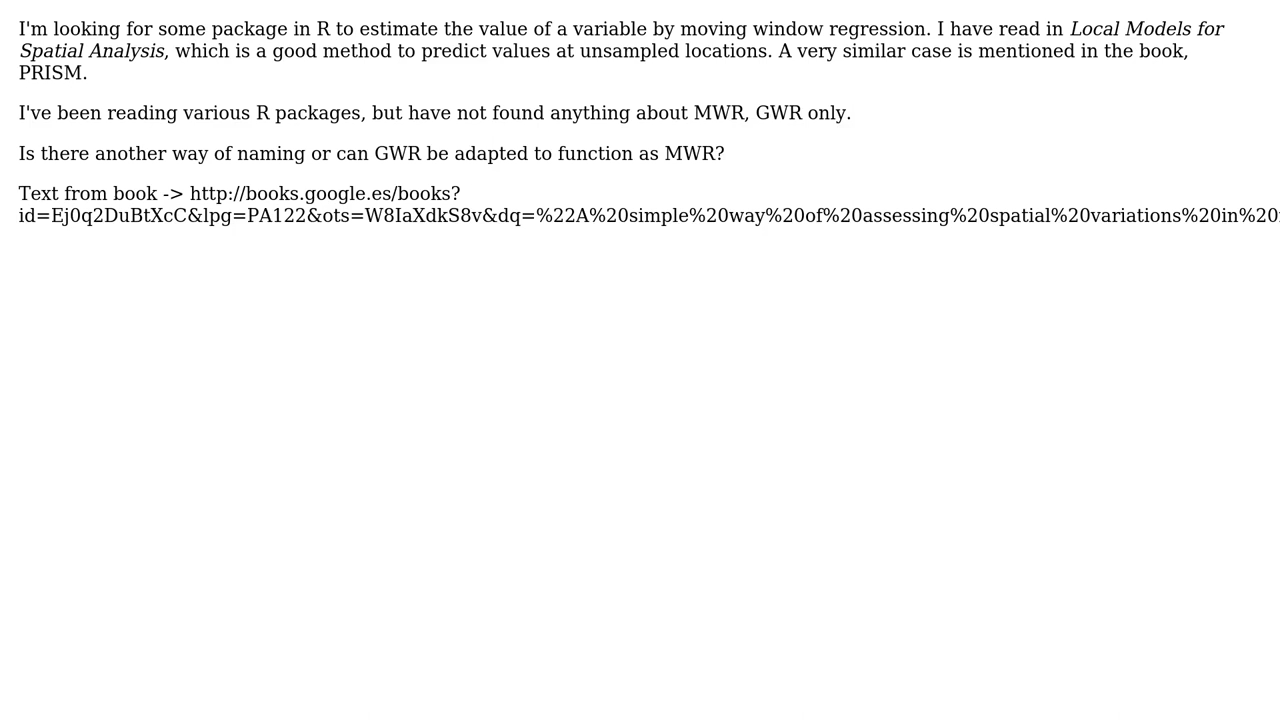 I'm looking for some package in R to estimate the value of a variable by moving window regression. I have read in Local Models for
Spatial Analysis, which is a good method to predict values at unsampled locations. A very similar case is mentioned in the book,
PRISM.
I've been reading various R packages, but have not found anything about MWR, GWR only.
Is there another way of naming or can GWR be adapted to function as MWR?
Text from book -> http://books.google.es/books?
id=Ej0q2DuBtXcC&lpg=PA122&ots=W8IaXdkS8v&dq=%22A%20simple%20way%20of%20assessing%20spatial%20variations%20in%20